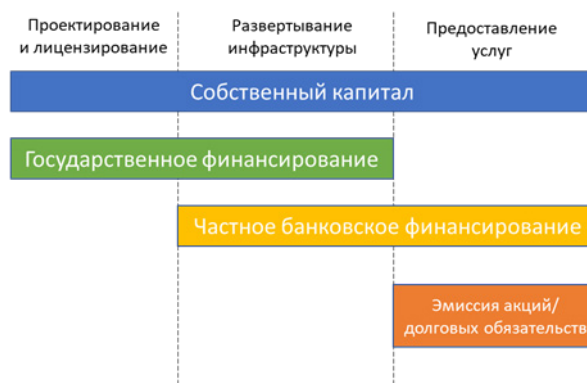 Проектирование
и лицензирование
Развертывание
инфраструктуры
Предоставление
услуг
Собственный капитал
Государственное финансирование
Частное банковское финансирование
Эмиссия акций/
долговых обязательств